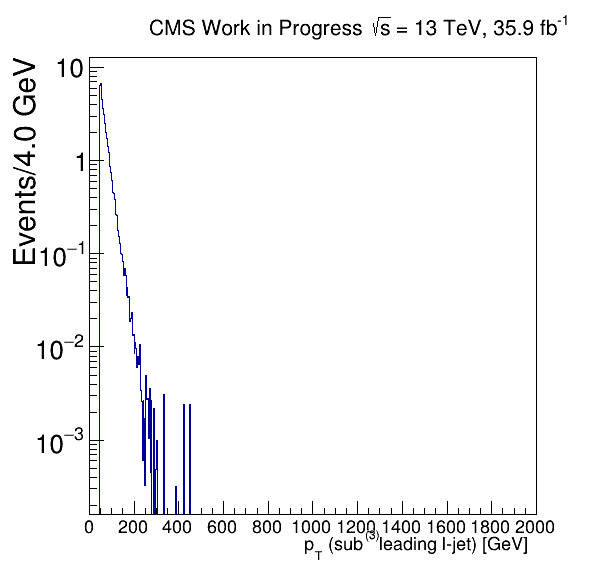 CMS Work in Progress √s = 13 TeV, 35.9 fb⁻¹
Events/4.0 GeV
10
1
10⁻¹
10⁻²
10⁻³
0 200 400 600 800 1000 1200 1400 1600 1800 2000
p_T (sub⁽³⁾leading l-jet) [GeV]